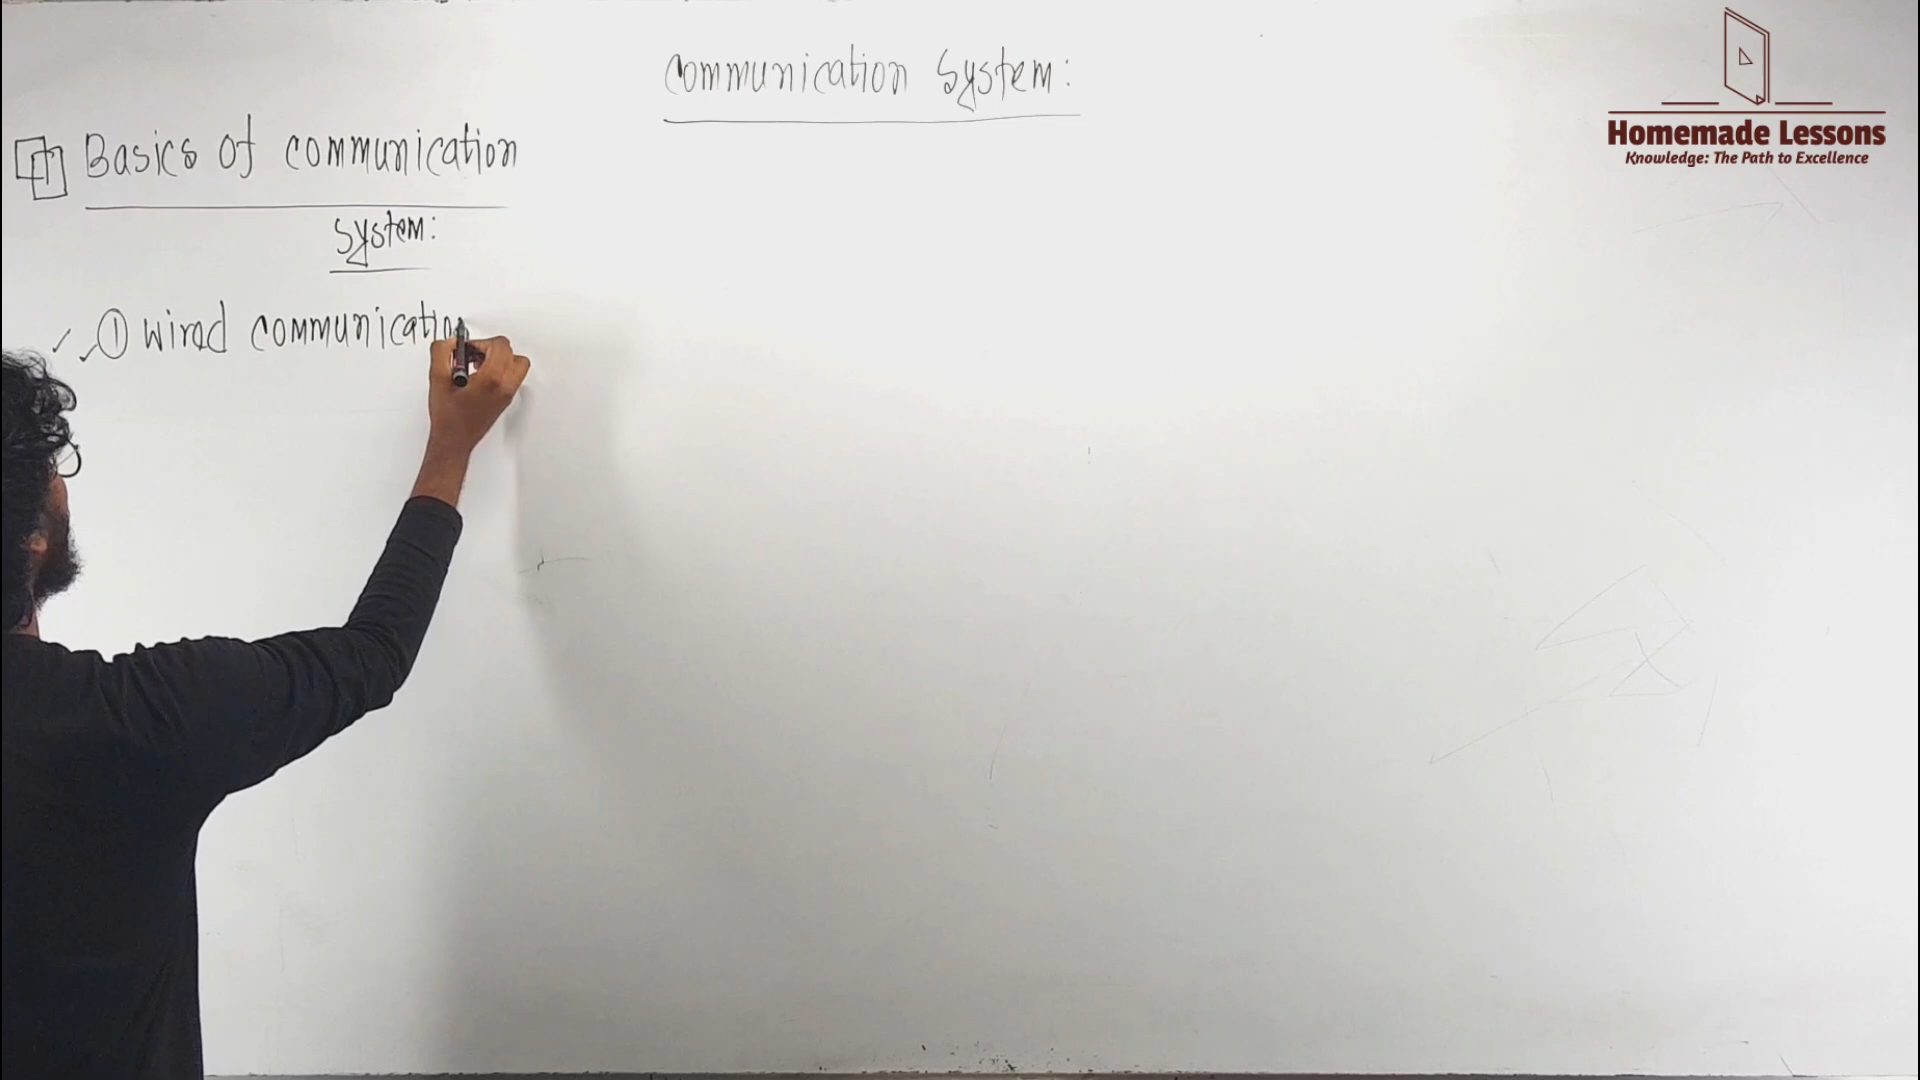 Communication System:
Homemade Lessons
Knowledge: The Path to Excellence
Basics of communication
System:
① wired communication